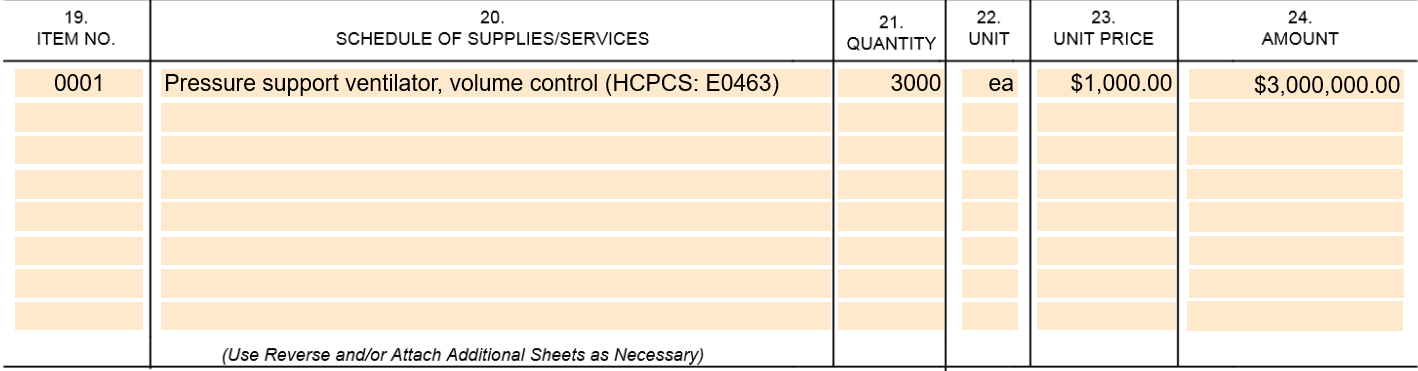 19.
ITEM NO.
20.
SCHEDULE OF SUPPLIES/SERVICES
21.
QUANTITY
22.
UNIT
23.
UNIT PRICE
24.
AMOUNT
0001 Pressure support ventilator, volume control (HCPCS: E0463) 3000 ea $1,000.00 $3,000,000.00
(Use Reverse and/or Attach Additional Sheets as Necessary)